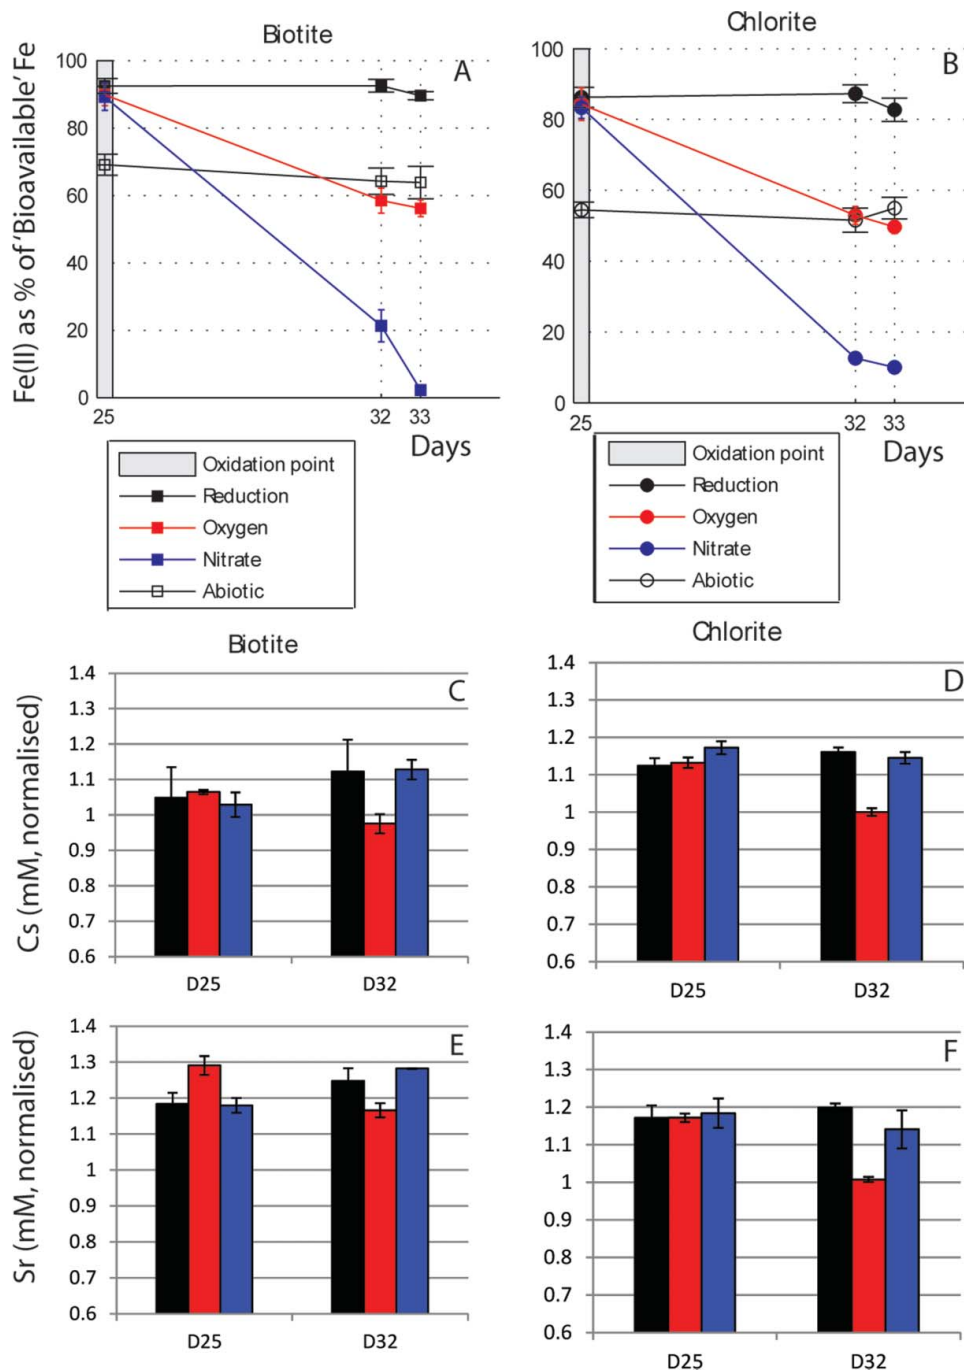 Biotite
A
Fe(II) as % of 'Bioavailable' Fe
100
80
60
40
20
0
25
32
33
Days
Oxidation point
Reduction
Oxygen
Nitrate
Abiotic
Chlorite
B
100
80
60
40
20
0
25
32
33
Days
Oxidation point
Reduction
Oxygen
Nitrate
Abiotic
Biotite
C
Cs (mM, normalised)
1.4
1.3
1.2
1.1
1
0.9
0.8
0.7
0.6
D25
D32
Chlorite
D
1.4
1.3
1.2
1.1
1
0.9
0.8
0.7
0.6
D25
D32
E
Sr (mM, normalised)
1.4
1.3
1.2
1.1
1
0.9
0.8
0.7
0.6
D25
D32
F
1.4
1.3
1.2
1.1
1
0.9
0.8
0.7
0.6
D25
D32